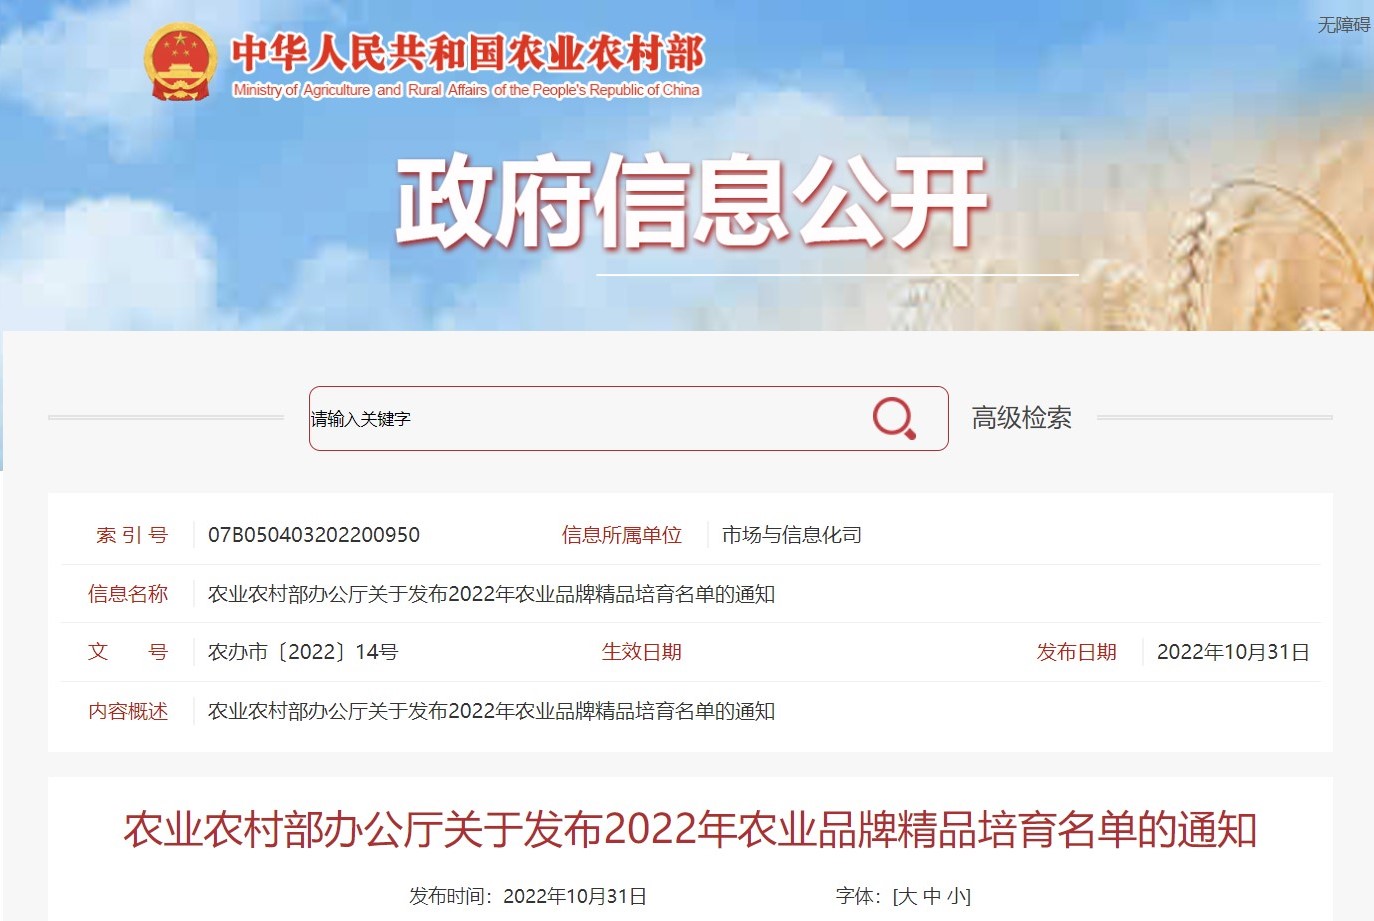 无障碍
中华人民共和国农业农村部
Ministry of Agriculture and Rural Affairs of the People's Republic of China
政府信息公开
请输入关键字
高级检索
索 引 号 07B050403202200950 信息所属单位 市场与信息化司
信息名称 农业农村部办公厅关于发布2022年农业品牌精品培育名单的通知
文 号 农办市〔2022〕14号 生效日期 发布日期 2022年10月31日
内容概述 农业农村部办公厅关于发布2022年农业品牌精品培育名单的通知
农业农村部办公厅关于发布2022年农业品牌精品培育名单的通知
发布时间：2022年10月31日 字体：[大 中 小]